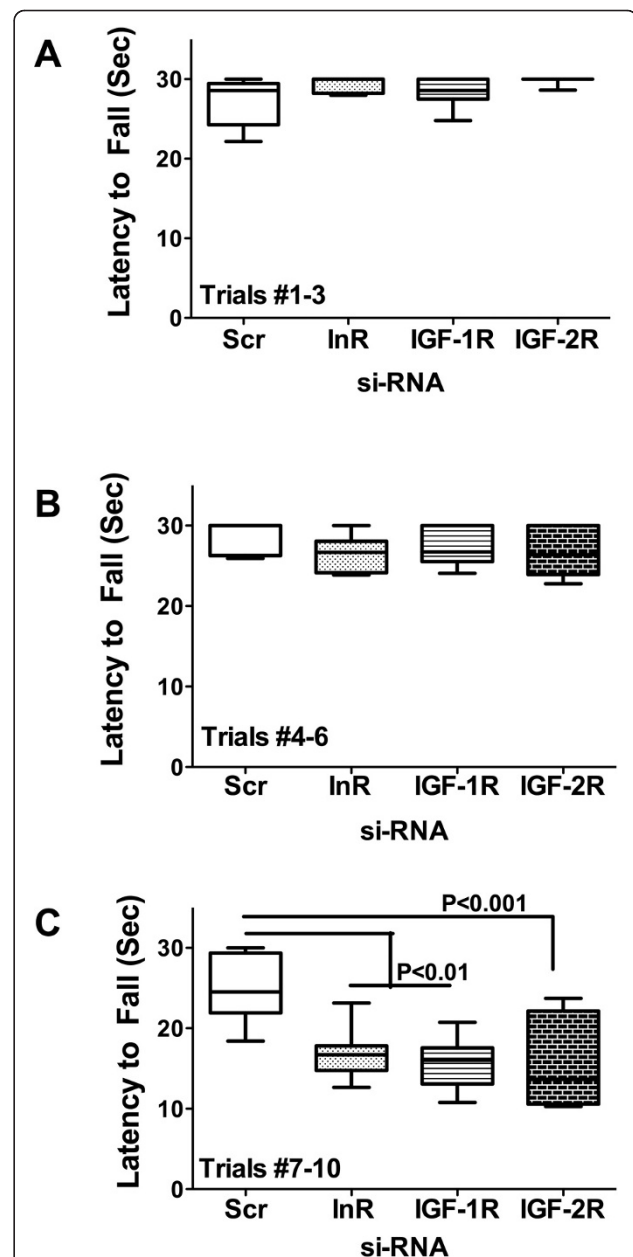 A
Latency to Fall (Sec)
30
20
10
0
Trials #1-3
Scr InR IGF-1R IGF-2R
si-RNA
B
Latency to Fall (Sec)
30
20
10
0
Trials #4-6
Scr InR IGF-1R IGF-2R
si-RNA
C
Latency to Fall (Sec)
P<0.001
30
P<0.01
20
10
0
Trials #7-10
Scr InR IGF-1R IGF-2R
si-RNA